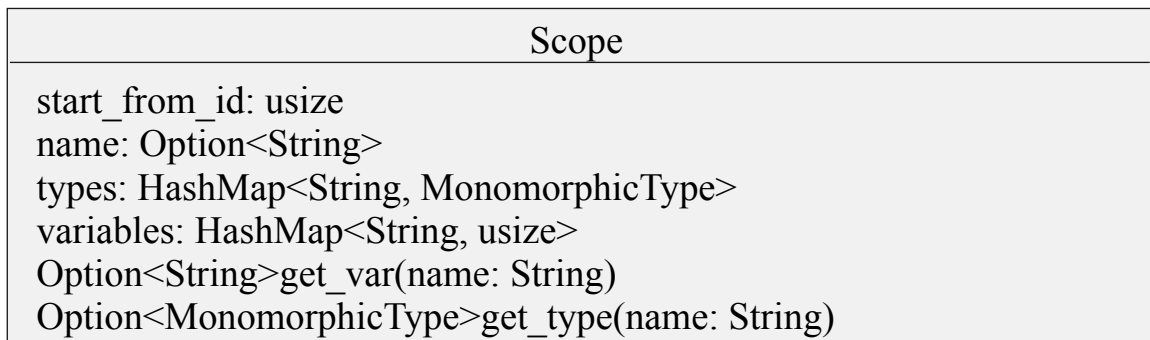 Scope
start_from_id: usize
name: Option<String>
types: HashMap<String, MonomorphicType>
variables: HashMap<String, usize>
Option<String>get_var(name: String)
Option<MonomorphicType>get_type(name: String)